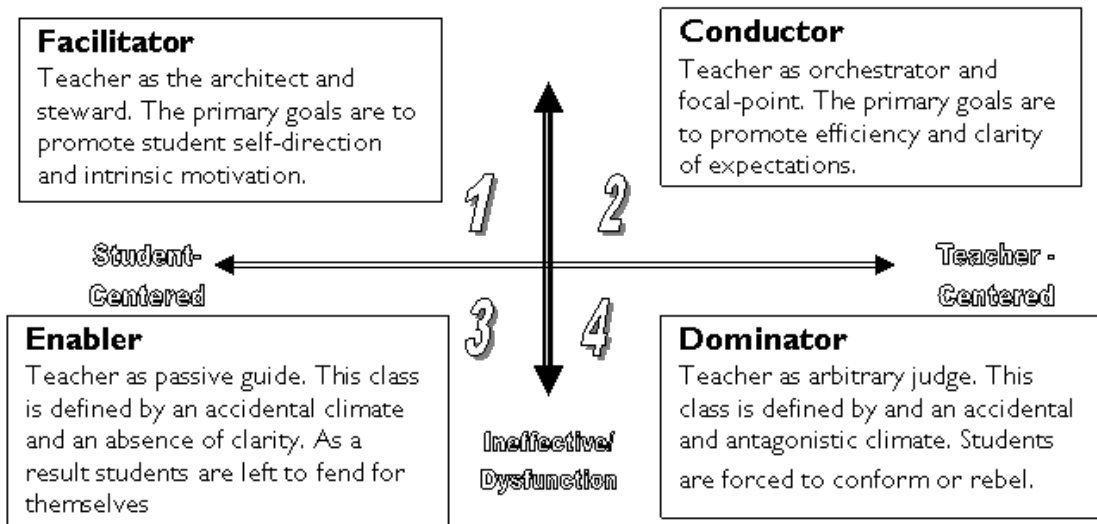 Facilitator
Teacher as the architect and
steward. The primary goals are to
promote student self-direction
and intrinsic motivation.
Conductor
Teacher as orchestrator and
focal-point. The primary goals are
to promote efficiency and clarity
of expectations.
1
2
Student-
Centered
Teacher -
Centered
3
4
Enabler
Teacher as passive guide. This class
is defined by an accidental climate
and an absence of clarity. As a
result students are left to fend for
themselves
Ineffective/
Dysfunction
Dominator
Teacher as arbitrary judge. This
class is defined by and an accidental
and antagonistic climate. Students
are forced to conform or rebel.